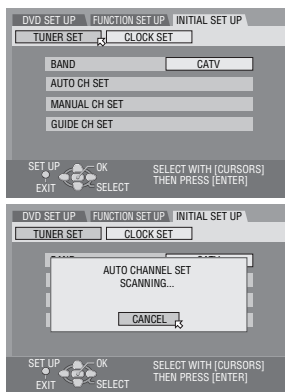 DVD SET UP FUNCTION SET UP INITIAL SET UP
TUNER SET CLOCK SET
BAND CATV
AUTO CH SET
MANUAL CH SET
GUIDE CH SET
SET UP OK SELECT WITH [CURSORS]
EXIT SELECT THEN PRESS [ENTER]
DVD SET UP FUNCTION SET UP INITIAL SET UP
TUNER SET CLOCK SET
AUTO CHANNEL SET
SCANNING...
CANCEL
SET UP OK SELECT WITH [CURSORS]
EXIT SELECT THEN PRESS [ENTER]